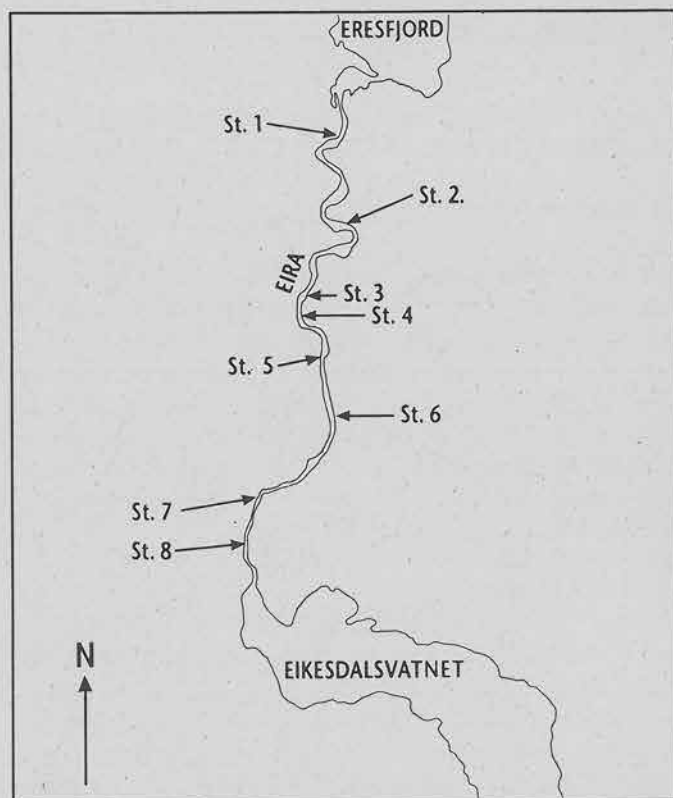 ERESFJORD
St. 1
St. 2.
EIRA
St. 3
St. 4
St. 5
St. 6
St. 7
St. 8
EIKESDALSVATNET
N